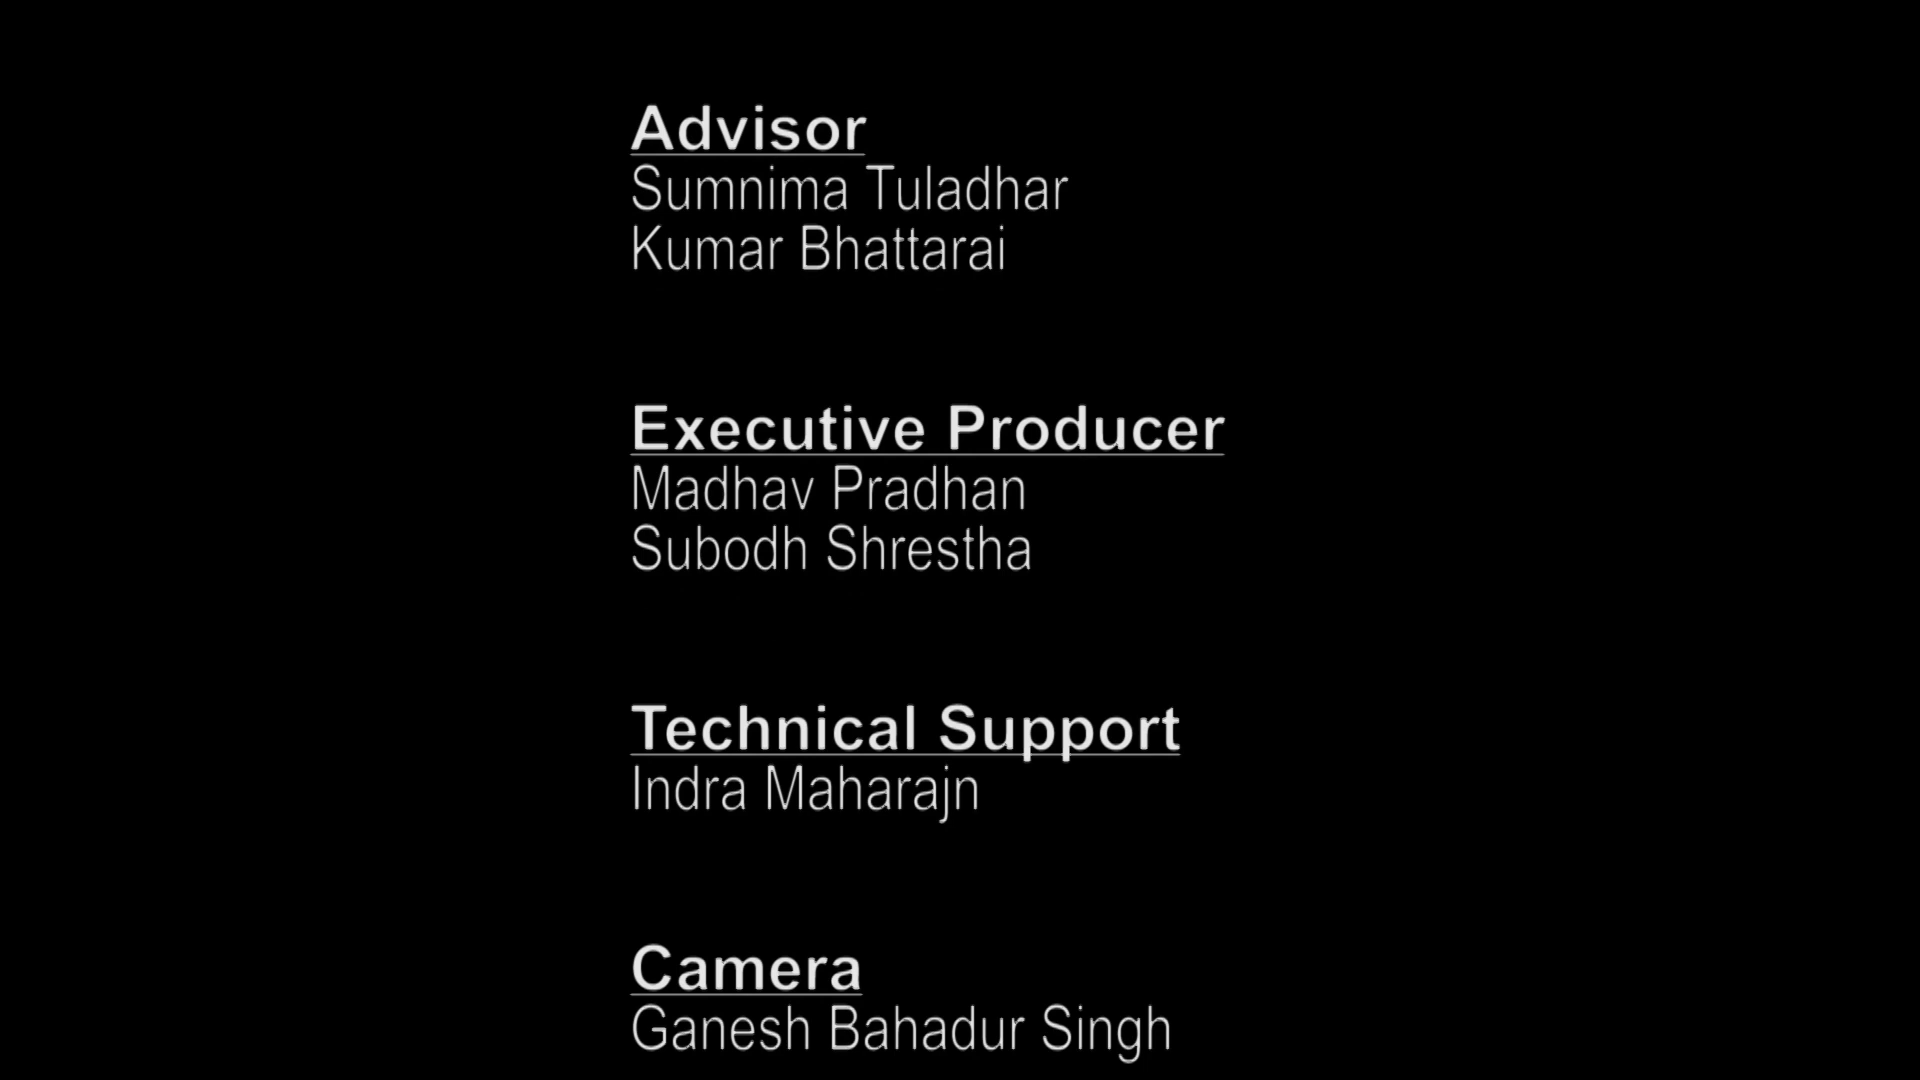 Advisor
Sumnima Tuladhar
Kumar Bhattarai
Executive Producer
Madhav Pradhan
Subodh Shrestha
Technical Support
Indra Maharajn
Camera
Ganesh Bahadur Singh